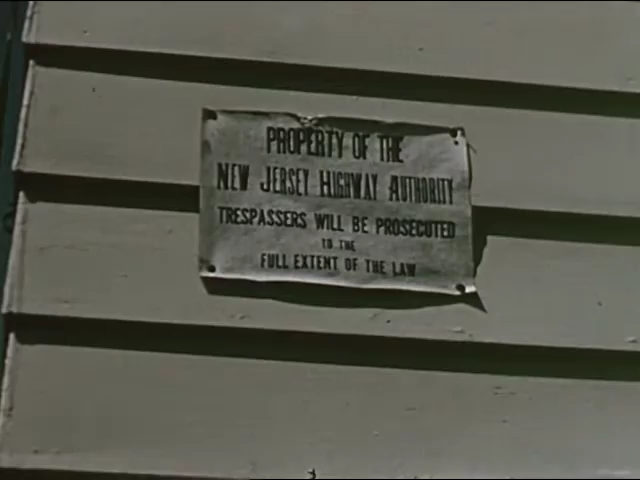 PROPERTY OF THE
NEW JERSEY HIGHWAY AUTHORITY
TRESPASSERS WILL BE PROSECUTED
TO THE
FULL EXTENT OF THE LAW